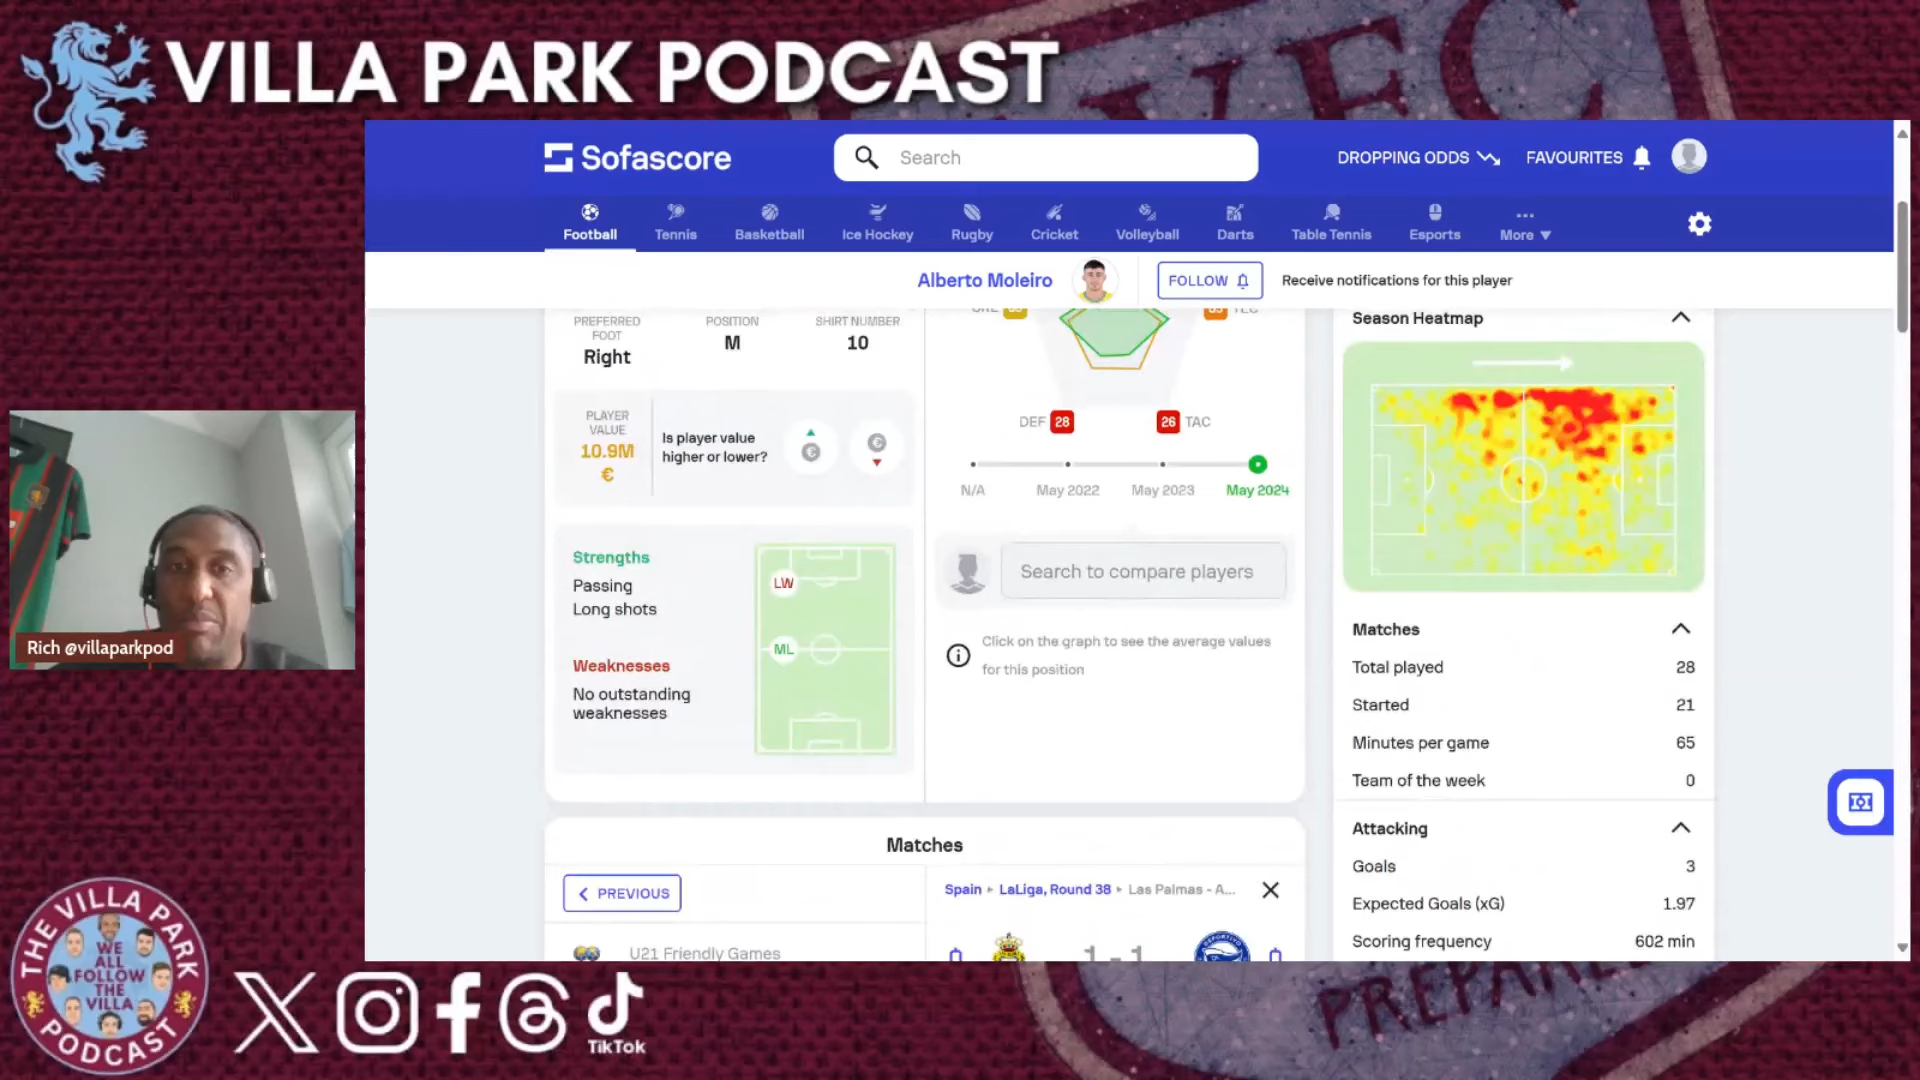 VILLA PARK PODCAST
AVFC
Sofascore
Search
DROPPING ODDS
FAVOURITES
Football
Tennis
Basketball
Ice Hockey
Rugby
Cricket
Volleyball
Darts
Table Tennis
Esports
More
Alberto Moleiro
FOLLOW
Receive notifications for this player
PREFERRED
FOOT
Right
POSITION
M
SHIRT NUMBER
10
PLAYER
VALUE
10.9M
€
Is player value
higher or lower?
€
€
Strengths
Passing
Long shots
Weaknesses
No outstanding
weaknesses
LW
ML
DEF 28
26 TAC
N/A
May 2022
May 2023
May 2024
Search to compare players
Click on the graph to see the average values
for this position
Season Heatmap
Matches
Total played 28
Started 21
Minutes per game 65
Team of the week 0
Attacking
Goals 3
Expected Goals (xG) 1.97
Scoring frequency 602 min
Matches
PREVIOUS
U21 Friendly Games
Spain
LaLiga, Round 38
Las Palmas - A...
1 - 1
Rich @villaparkpod
THE VILLA PARK
PODCAST
WE
ALL
FOLLOW
THE
VILLA
TikTok